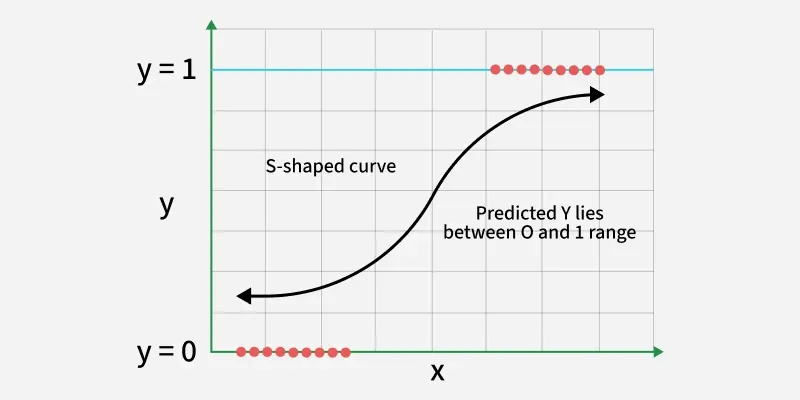 y = 1
S-shaped curve
y
Predicted Y lies
between O and 1 range
y = 0
x